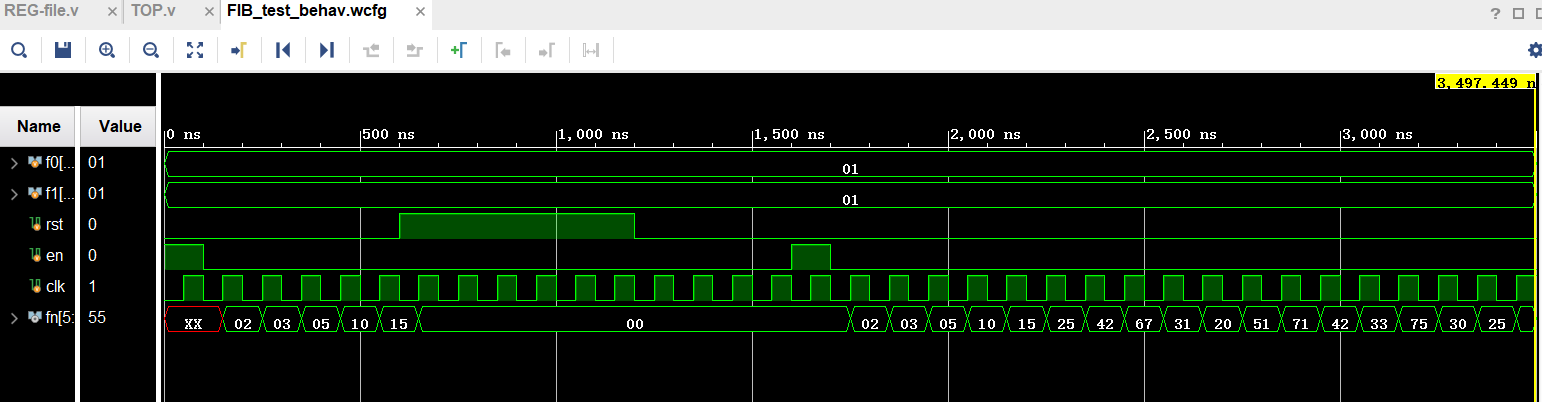 REG-file.v × TOP.v × FIB_test_behav.wcfg ×
?
3,497.449 n
Name Value
0 ns 500 ns 1,000 ns 1,500 ns 2,000 ns 2,500 ns 3,000 ns
f0[... 01 01
f1[... 01 01
rst 0
en 0
clk 1
fn[5: 55 XX 02 03 05 10 15 00 02 03 05 10 15 25 42 67 31 20 51 71 42 33 75 30 25